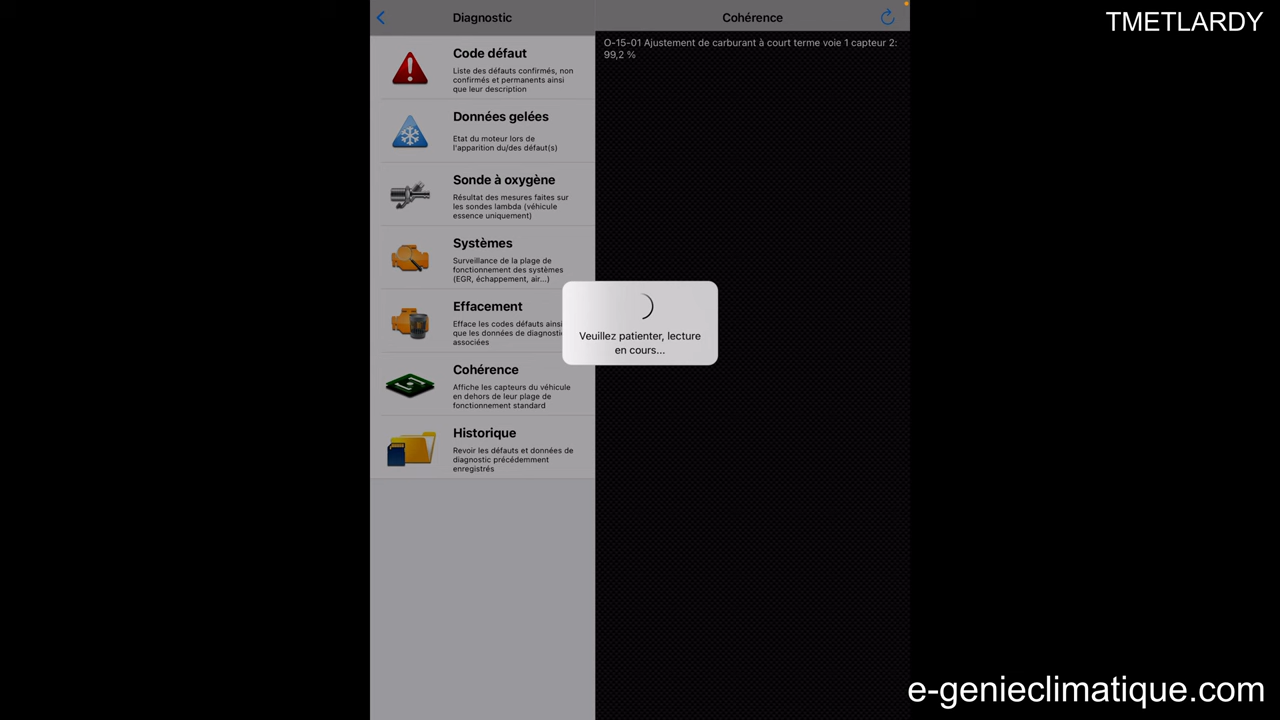 TMETLARDY
Diagnostic
Code défaut
Liste des défauts confirmés, non
confirmés et permanents ainsi
que leur description
Données gelées
Etat du moteur lors de
l'apparition du/des défaut(s)
Sonde à oxygène
Résultat des mesures faites sur
les sondes lambda (véhicule
essence uniquement)
Systèmes
Surveillance de la plage de
fonctionnement des systèmes
(EGR, échappement, air...)
Effacement
Efface les codes défauts ains
que les données de diagnostic
associées
Cohérence
Affiche les capteurs du véhicule
en dehors de leur plage de
fonctionnement standard
Historique
Revoir les défauts et données de
diagnostic précédemment
enregistrés
Cohérence
O-15-01 Ajustement de carburant à court terme voie 1 capteur 2:
99,2 %
Veuillez patienter, lecture
en cours...
e-genieclimatique.com